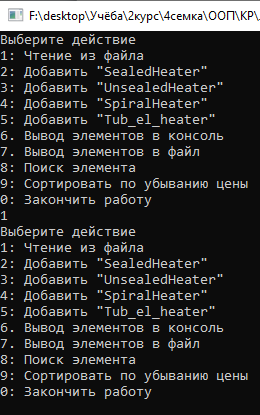 F:\desktop\Учёба\2курс\4семка\ООП\КР\
Выберите действие
1: Чтение из файла
2: Добавить "SealedHeater"
3: Добавить "UnsealedHeater"
4: Добавить "SpiralHeater"
5: Добавить "Tub_el_heater"
6. Вывод элементов в консоль
7. Вывод элементов в файл
8: Поиск элемента
9: Сортировать по убыванию цены
0: Закончить работу
1
Выберите действие
1: Чтение из файла
2: Добавить "SealedHeater"
3: Добавить "UnsealedHeater"
4: Добавить "SpiralHeater"
5: Добавить "Tub_el_heater"
6. Вывод элементов в консоль
7. Вывод элементов в файл
8: Поиск элемента
9: Сортировать по убыванию цены
0: Закончить работу